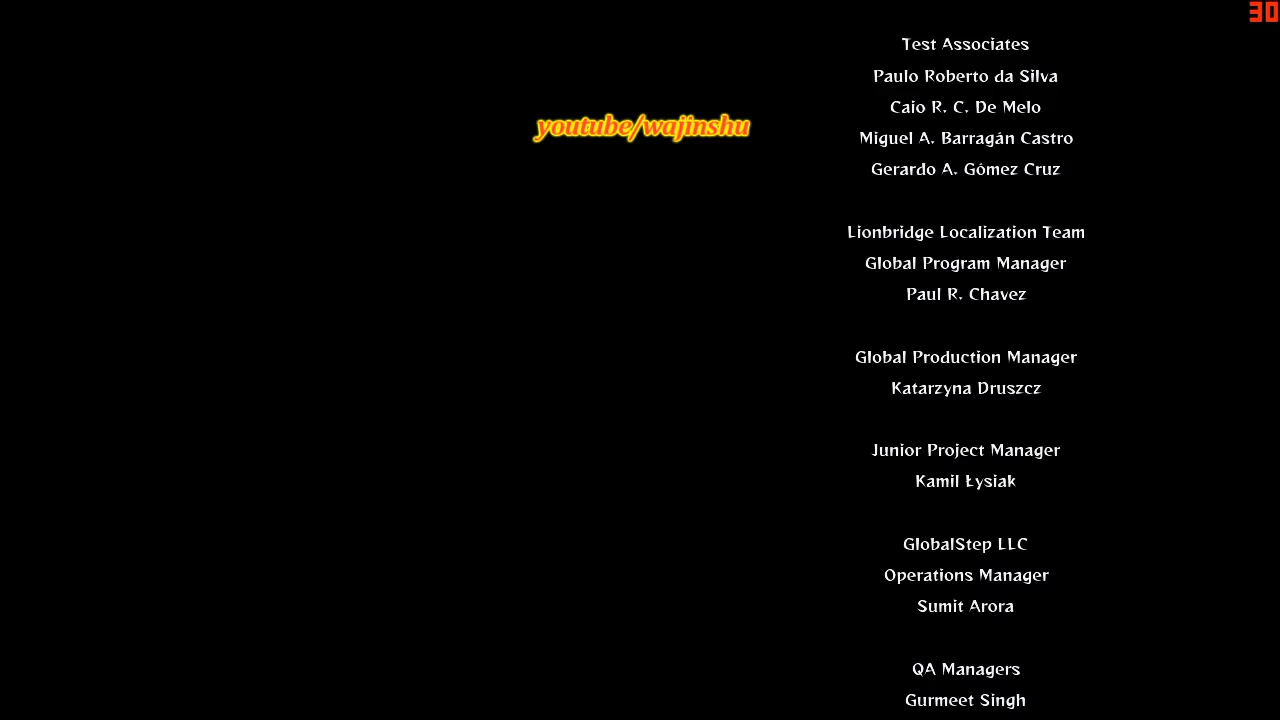 30
Test Associates
Paulo Roberto da Silva
Caio R. C. De Melo
youtube/wajinshu
Miguel A. Barragán Castro
Gerardo A. Gómez Cruz
Lionbridge Localization Team
Global Program Manager
Paul R. Chavez
Global Production Manager
Katarzyna Druszcz
Junior Project Manager
Kamil Łysiak
GlobalStep LLC
Operations Manager
Sumit Arora
QA Managers
Gurmeet Singh